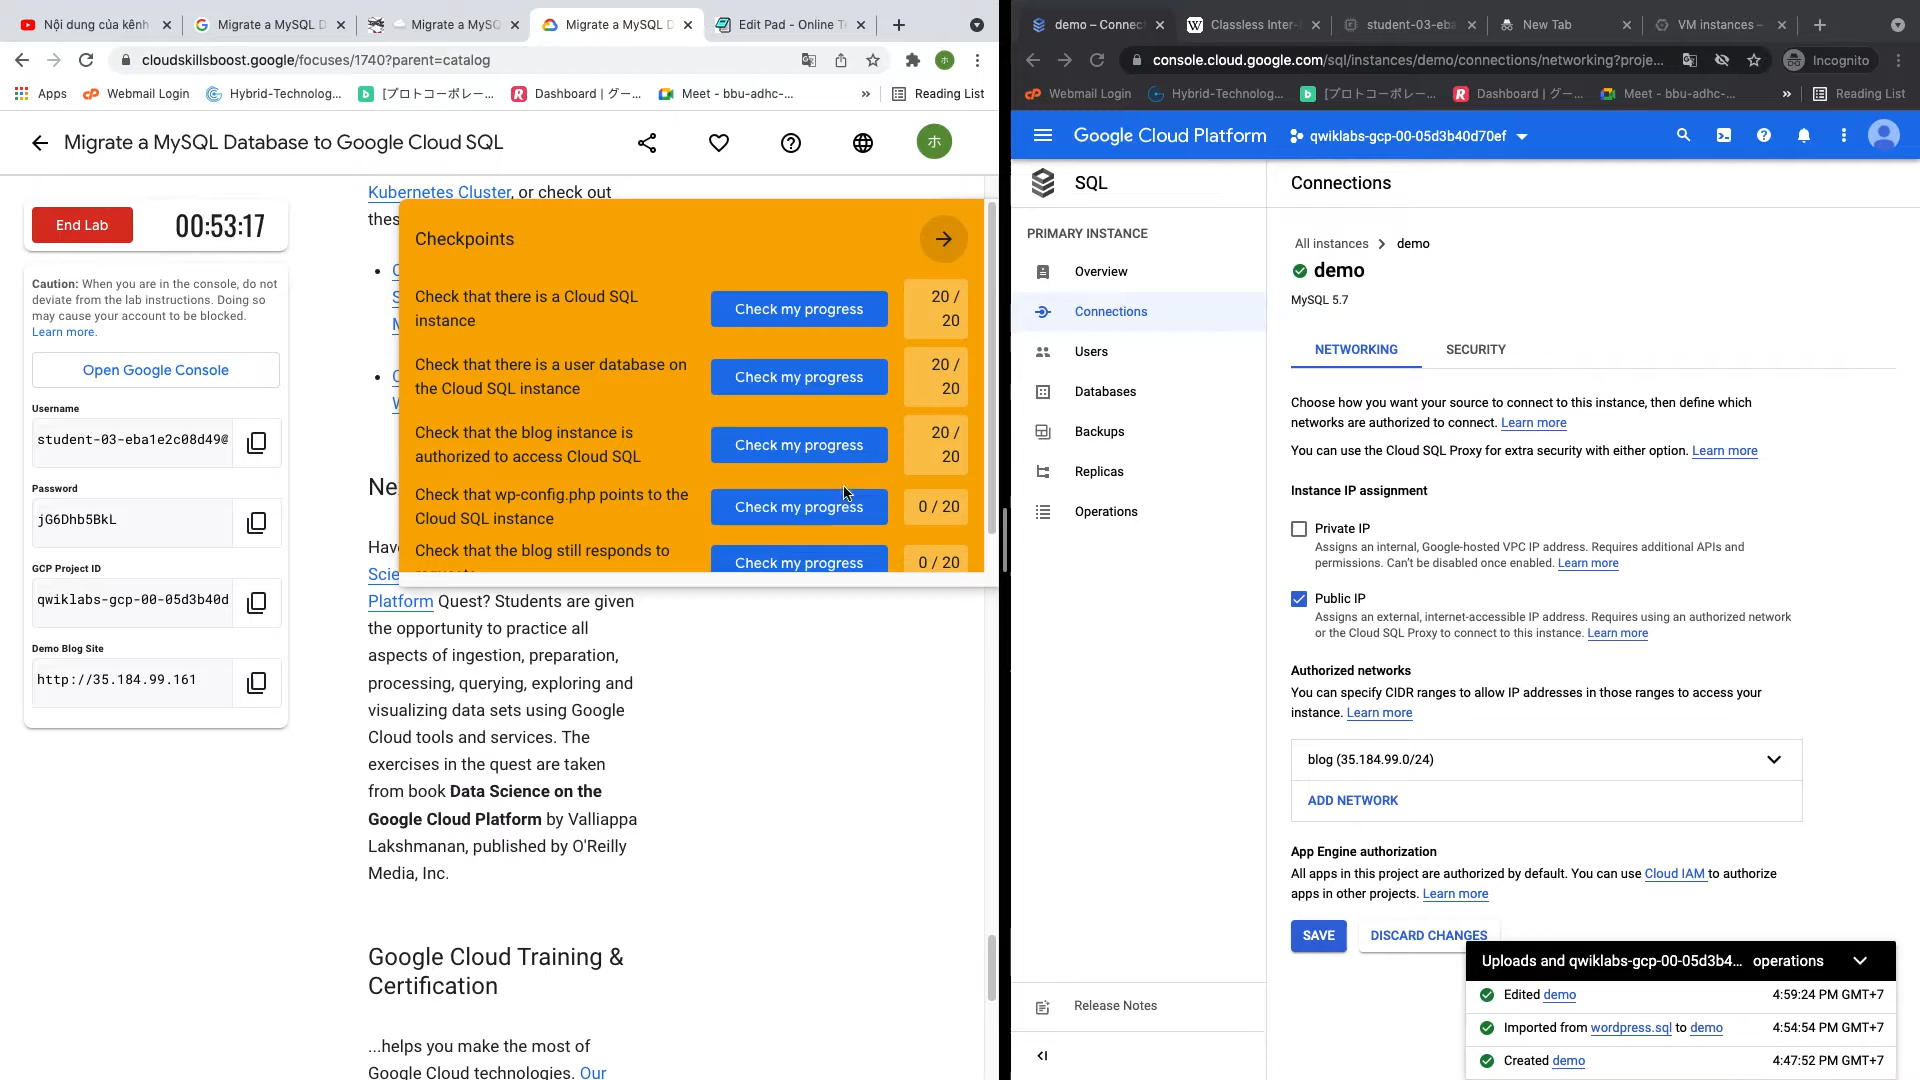 Nội dung của kênh
Migrate a MySQL D
Migrate a MySQ
Migrate a MySQL D
Edit Pad - Online T
cloudskillsboost.google/focuses/1740?parent=catalog
Apps
Webmail Login
Hybrid-Technolog...
[プロトコーポレー...
Dashboard | グー...
Meet - bbu-adhc-...
»
Reading List
Migrate a MySQL Database to Google Cloud SQL
ホ
End Lab
00:53:17
Caution: When you are in the console, do not
deviate from the lab instructions. Doing so
may cause your account to be blocked.
Learn more.
Open Google Console
Username
student-03-eba1e2c08d49@
Password
jG6Dhb5BkL
GCP Project ID
qwiklabs-gcp-00-05d3b40d
Demo Blog Site
http://35.184.99.161
Kubernetes Cluster, or check out
thes
Checkpoints
Check that there is a Cloud SQL
instance
Check my progress
20 /
20
Check that there is a user database on
the Cloud SQL instance
Check my progress
20 /
20
Check that the blog instance is
authorized to access Cloud SQL
Check my progress
20 /
20
Check that wp-config.php points to the
Cloud SQL instance
Check my progress
0 / 20
Check that the blog still responds to
Check my progress
0 / 20
Ne
Hav
Scie
Platform Quest? Students are given
the opportunity to practice all
aspects of ingestion, preparation,
processing, querying, exploring and
visualizing data sets using Google
Cloud tools and services. The
exercises in the quest are taken
from book Data Science on the
Google Cloud Platform by Valliappa
Lakshmanan, published by O'Reilly
Media, Inc.
Google Cloud Training &
Certification
...helps you make the most of
Google Cloud technologies. Our
demo – Connec
Classless Inter-
student-03-eba
New Tab
VM instances –
console.cloud.google.com/sql/instances/demo/connections/networking?proje...
Incognito
Webmail Login
Hybrid-Technolog...
[プロトコーポレー...
Dashboard | グー...
Meet - bbu-adhc-...
»
Reading List
Google Cloud Platform
qwiklabs-gcp-00-05d3b40d70ef
SQL
Connections
PRIMARY INSTANCE
Overview
Connections
Users
Databases
Backups
Replicas
Operations
Release Notes
All instances
demo
demo
MySQL 5.7
NETWORKING
SECURITY
Choose how you want your source to connect to this instance, then define which
networks are authorized to connect. Learn more
You can use the Cloud SQL Proxy for extra security with either option. Learn more
Instance IP assignment
Private IP
Assigns an internal, Google-hosted VPC IP address. Requires additional APIs and
permissions. Can't be disabled once enabled. Learn more
Public IP
Assigns an external, internet-accessible IP address. Requires using an authorized network
or the Cloud SQL Proxy to connect to this instance. Learn more
Authorized networks
You can specify CIDR ranges to allow IP addresses in those ranges to access your
instance. Learn more
blog (35.184.99.0/24)
ADD NETWORK
App Engine authorization
All apps in this project are authorized by default. You can use Cloud IAM to authorize
apps in other projects. Learn more
SAVE
DISCARD CHANGES
Uploads and qwiklabs-gcp-00-05d3b4... operations
Edited demo
4:59:24 PM GMT+7
Imported from wordpress.sql to demo
4:54:54 PM GMT+7
Created demo
4:47:52 PM GMT+7